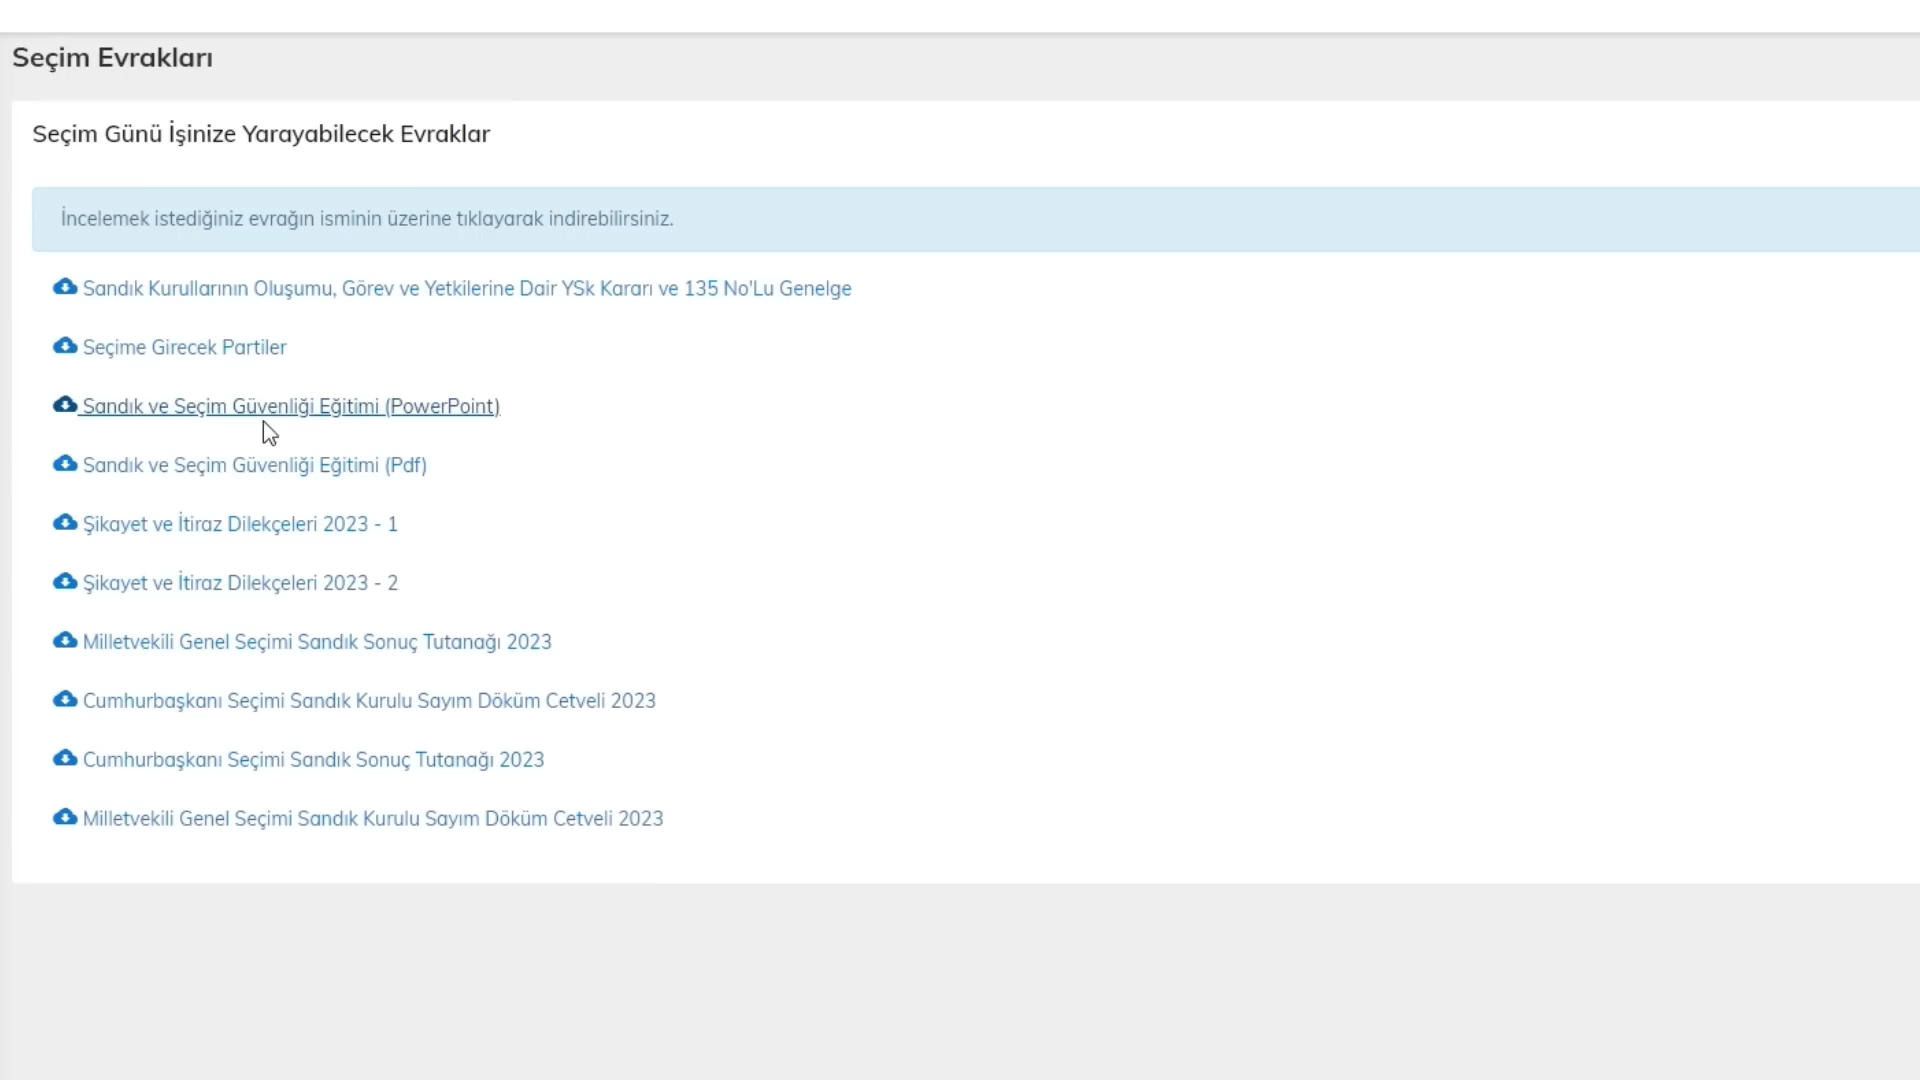 Seçim Evrakları
Seçim Günü İşinize Yarayabilecek Evraklar
İncelemek istediğiniz evrağın isminin üzerine tıklayarak indirebilirsiniz.
Sandık Kurullarının Oluşumu, Görev ve Yetkilerine Dair YSk Kararı ve 135 No'Lu Genelge
Seçime Girecek Partiler
Sandık ve Seçim Güvenliği Eğitimi (PowerPoint)
Sandık ve Seçim Güvenliği Eğitimi (Pdf)
Şikayet ve İtiraz Dilekçeleri 2023 - 1
Şikayet ve İtiraz Dilekçeleri 2023 - 2
Milletvekili Genel Seçimi Sandık Sonuç Tutanağı 2023
Cumhurbaşkanı Seçimi Sandık Kurulu Sayım Döküm Cetveli 2023
Cumhurbaşkanı Seçimi Sandık Sonuç Tutanağı 2023
Milletvekili Genel Seçimi Sandık Kurulu Sayım Döküm Cetveli 2023